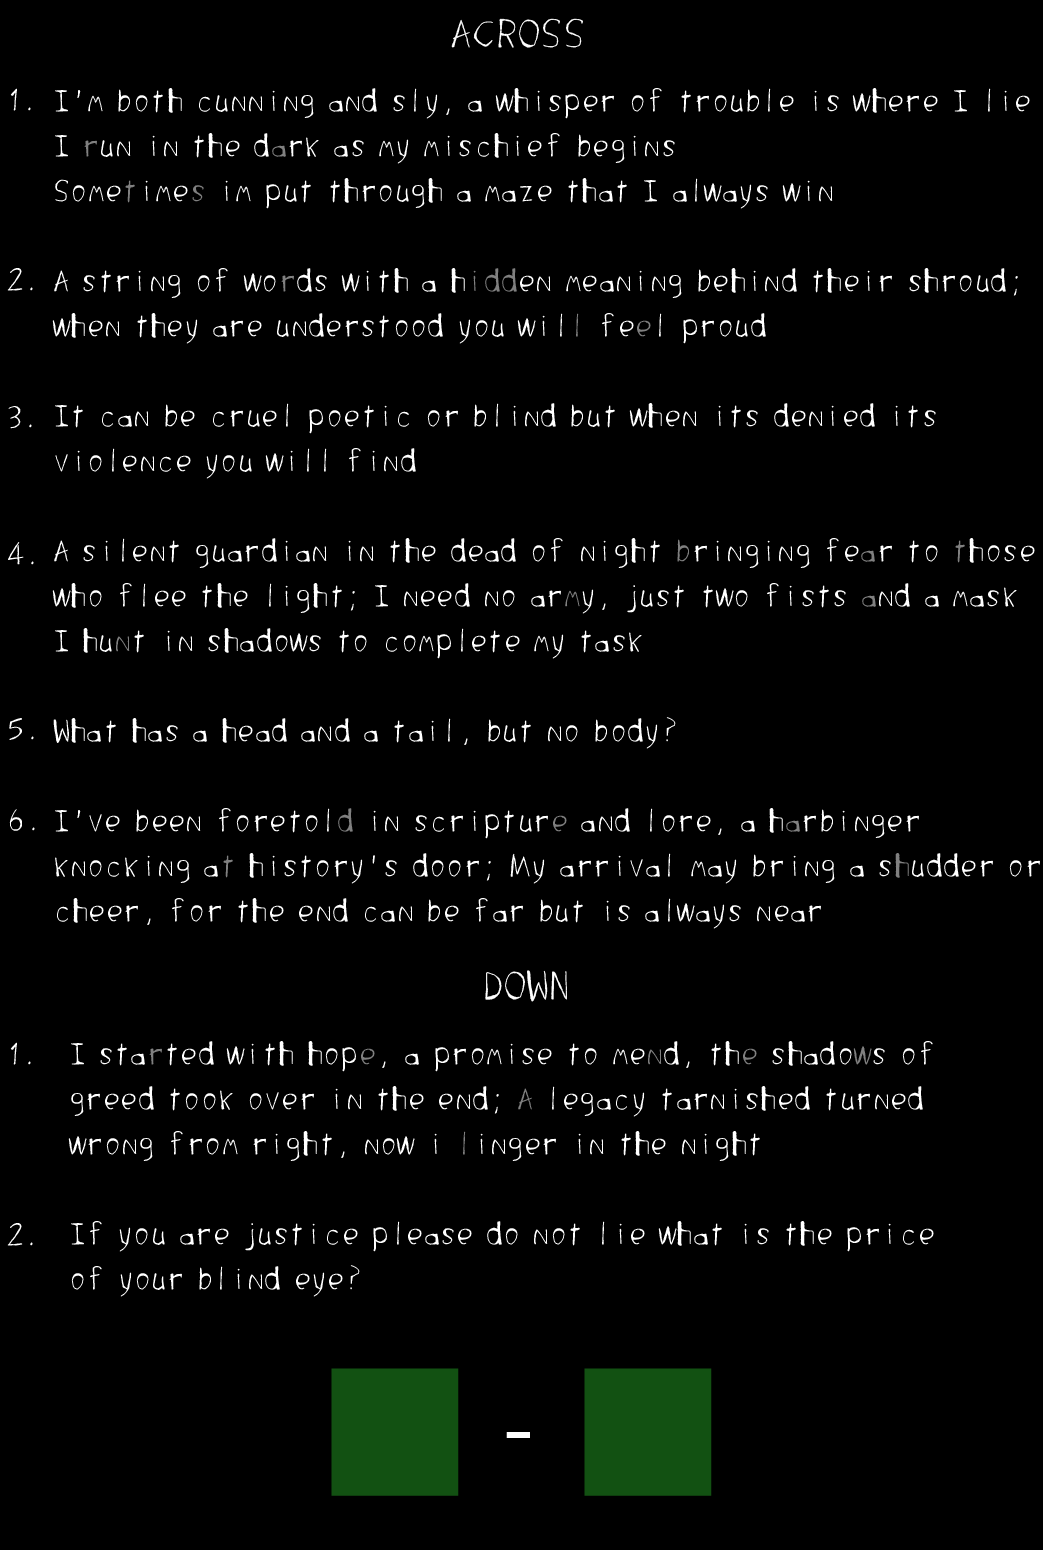 ACROSS
1. I'm both cunning and sly, a whisper of trouble is where I lie
I run in the dark as my mischief begins
Sometimes im put through a maze that I always win
2. A string of words with a hidden meaning behind their shroud;
when they are understood you will feel proud
3. It can be cruel poetic or blind but when its denied its
violence you will find
4. A silent guardian in the dead of night bringing fear to those
who flee the light; I need no army, just two fists and a mask
I hunt in shadows to complete my task
5. What has a head and a tail, but no body?
6. I've been foretold in scripture and lore, a harbinger
knocking at history's door; My arrival may bring a shudder or
cheer, for the end can be far but is always near
DOWN
1. I started with hope, a promise to mend, the shadows of
greed took over in the end; A legacy tarnished turned
wrong from right, now i linger in the night
2. If you are justice please do not lie what is the price
of your blind eye?
-